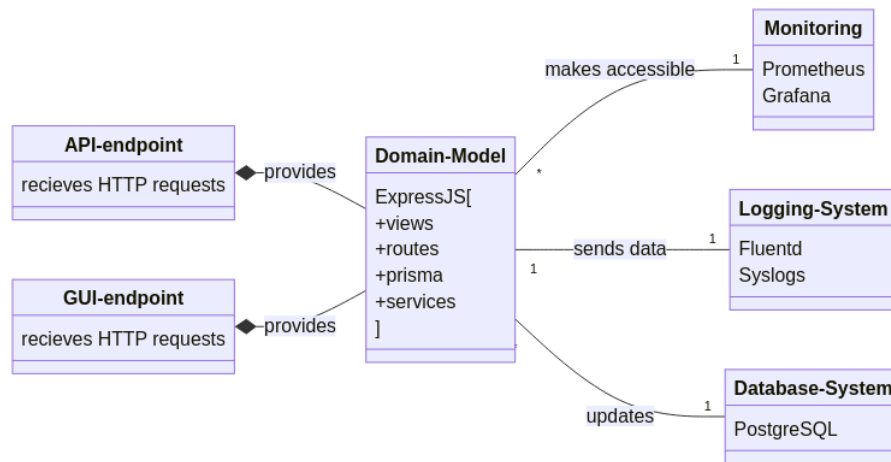 API-endpoint
recieves HTTP requests
provides
GUI-endpoint
recieves HTTP requests
provides
Domain-Model
ExpressJS[
+views
+routes
+prisma
+services
]
makes accessible
1
*
Monitoring
Prometheus
Grafana
sends data
1
1
Logging-System
Fluentd
Syslogs
updates
*
1
Database-System
PostgreSQL